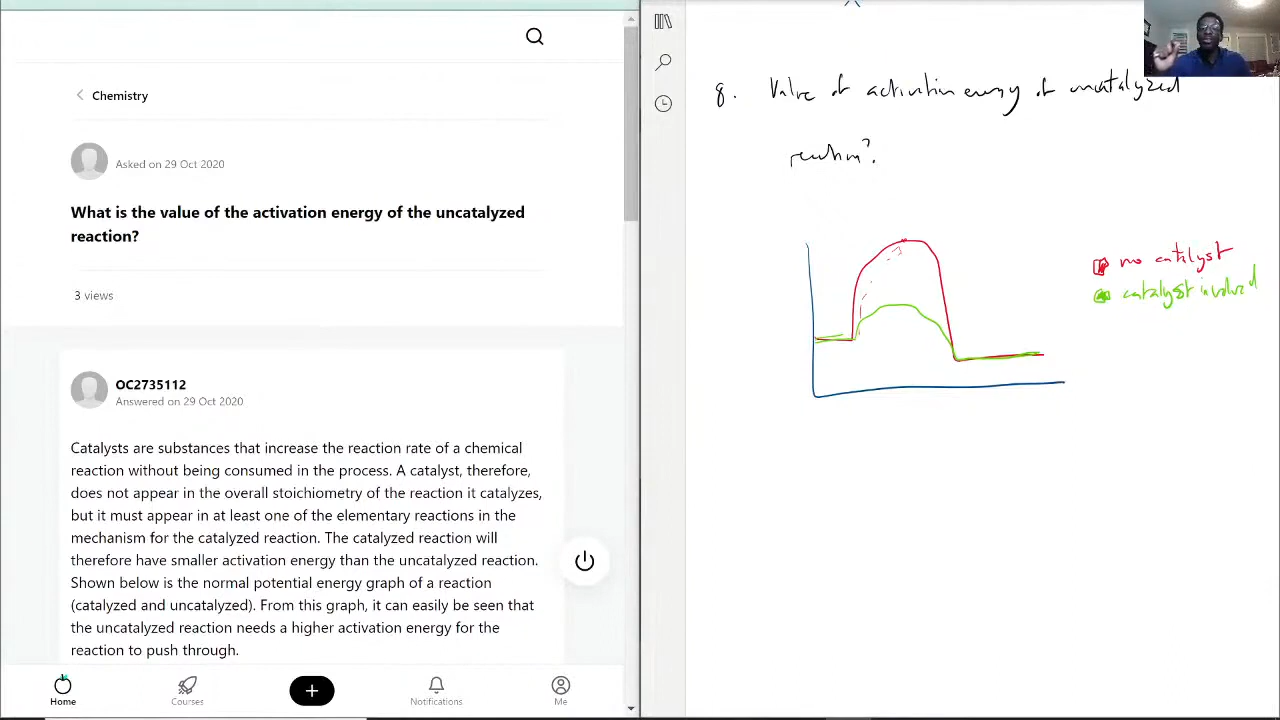 Chemistry
Asked on 29 Oct 2020
What is the value of the activation energy of the uncatalyzed
reaction?
3 views
OC2735112
Answered on 29 Oct 2020
Catalysts are substances that increase the reaction rate of a chemical
reaction without being consumed in the process. A catalyst, therefore,
does not appear in the overall stoichiometry of the reaction it catalyzes,
but it must appear in at least one of the elementary reactions in the
mechanism for the catalyzed reaction. The catalyzed reaction will
therefore have smaller activation energy than the uncatalyzed reaction.
Shown below is the normal potential energy graph of a reaction
(catalyzed and uncatalyzed). From this graph, it can easily be seen that
the uncatalyzed reaction needs a higher activation energy for the
reaction to push through.
Home
Courses
Notifications
Me
8. Value of activation energy of uncatalyzed
reaction?
no catalyst
catalyst involved